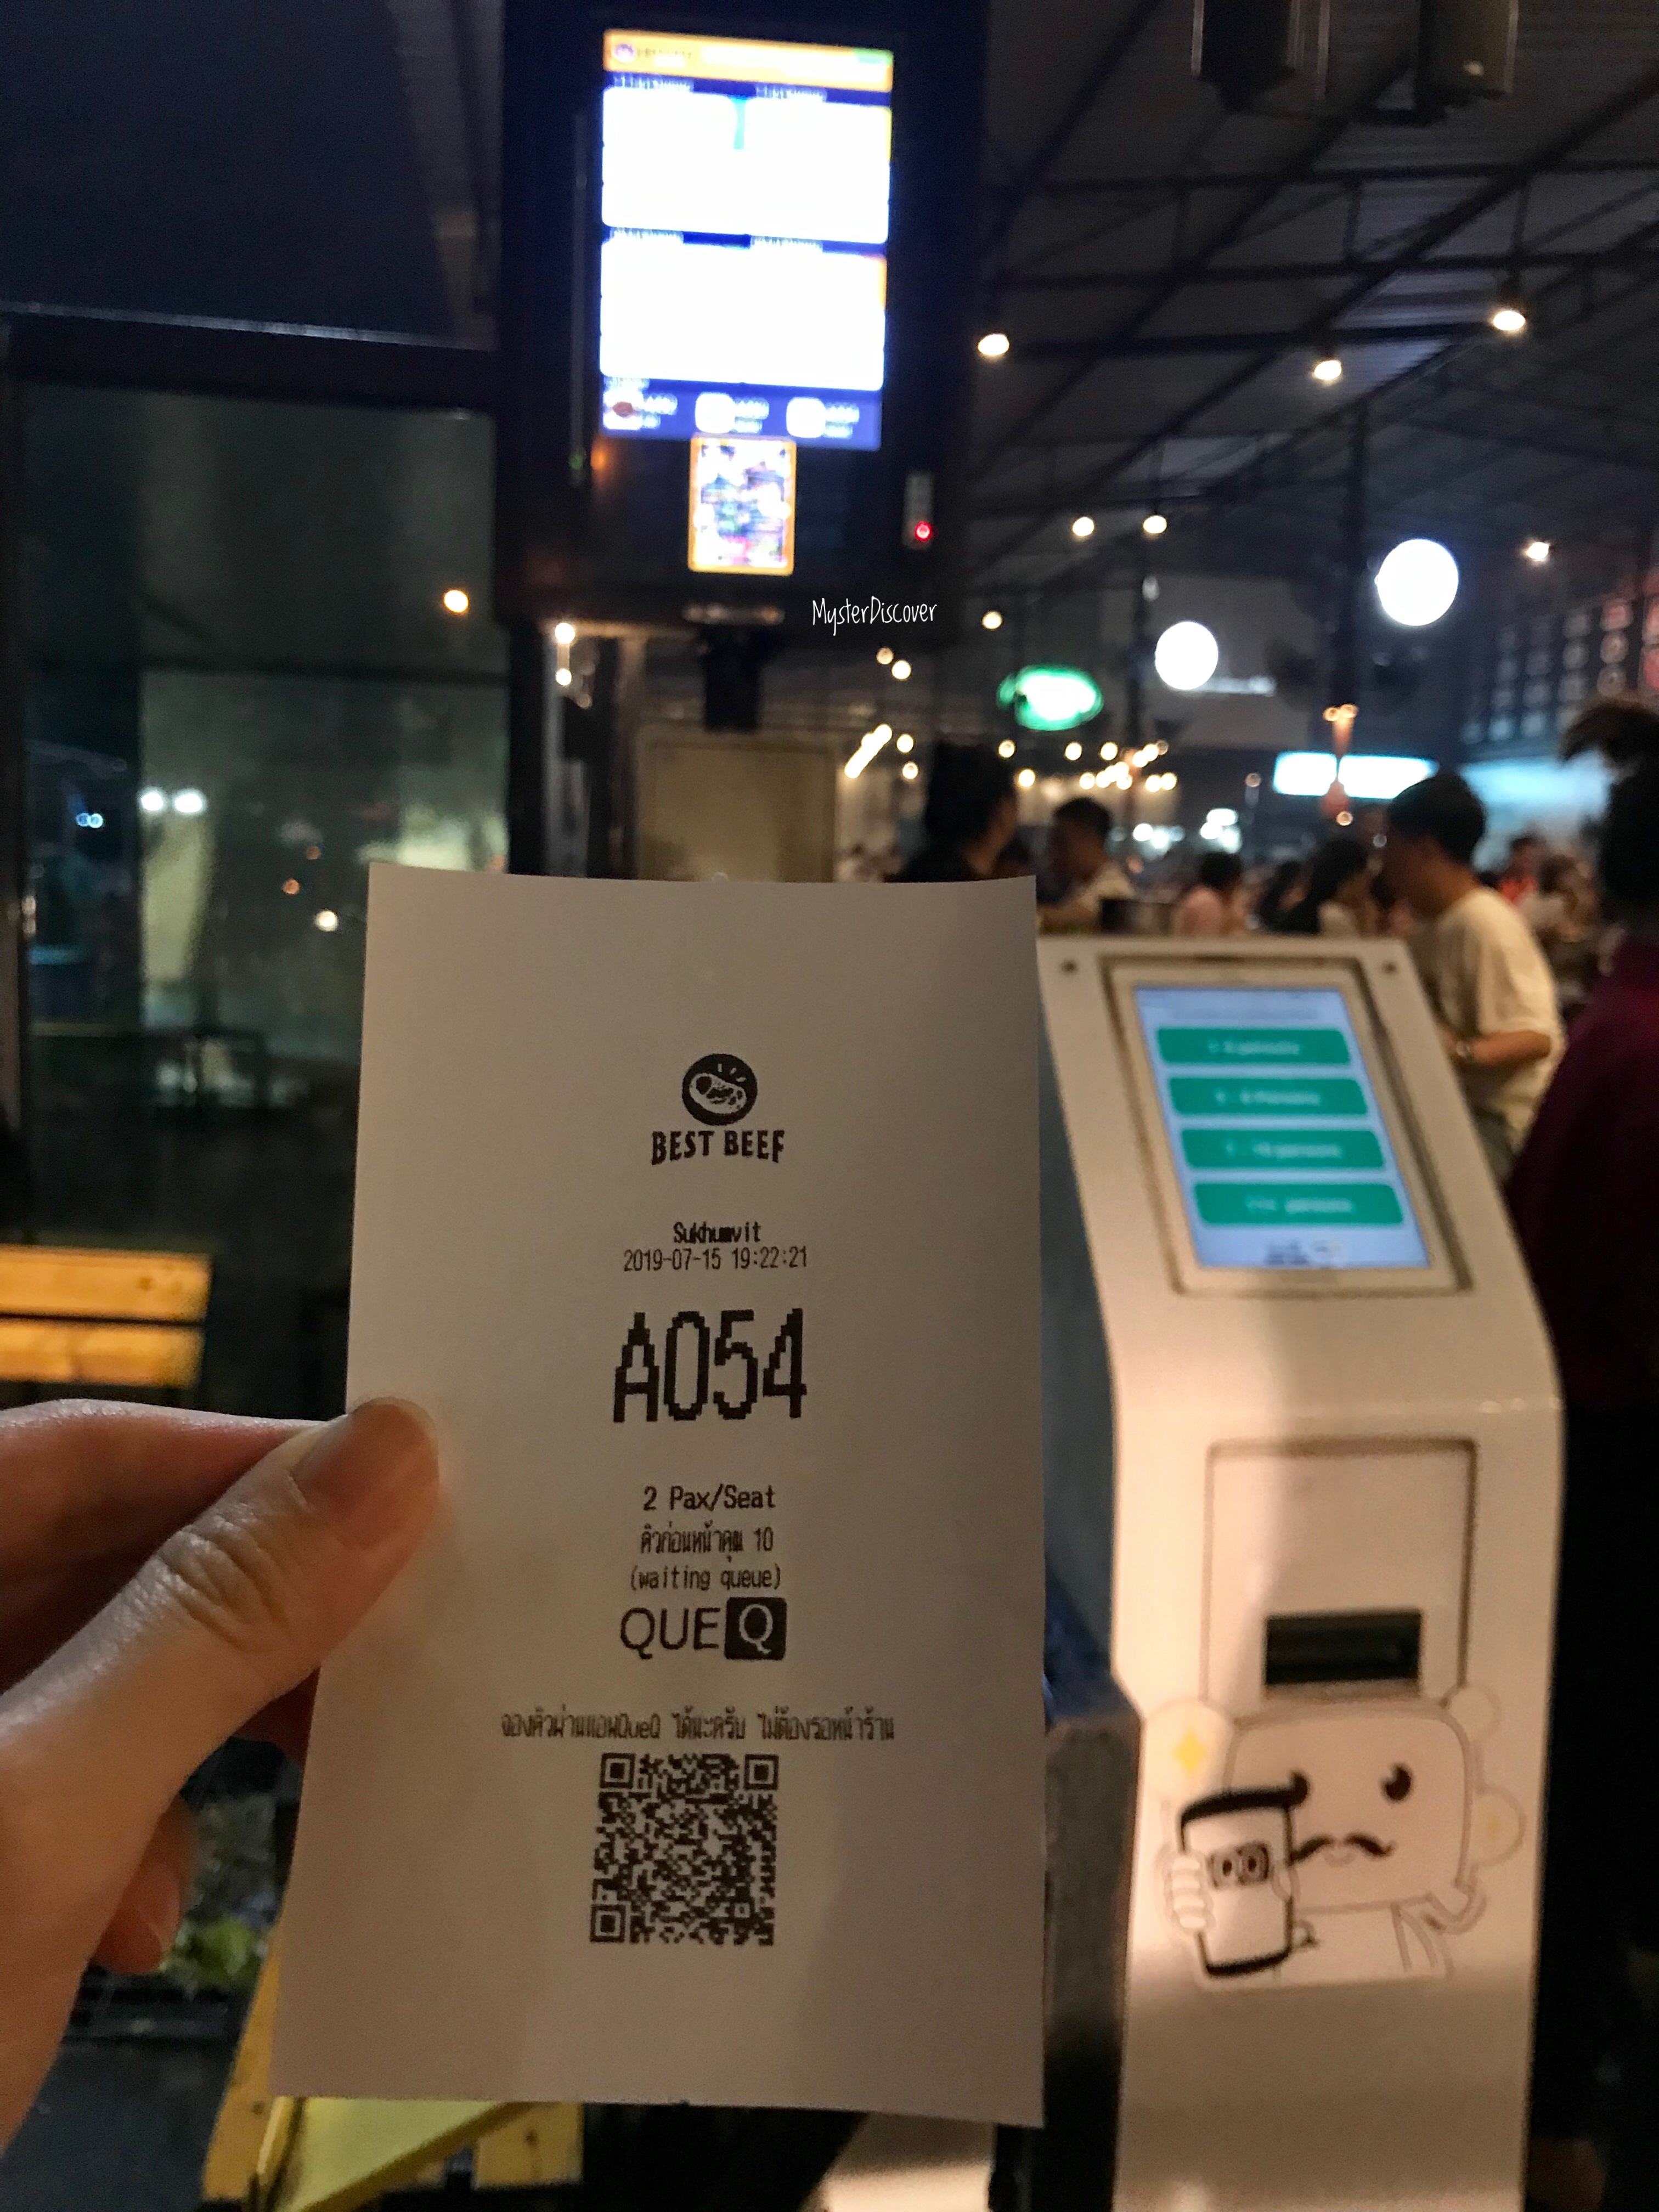 MysterDiscover
BEST BEEF
Sukhumvit
2019-07-15 19:22:21
A054
2 Pax/Seat
คิวก่อนหน้าคุณ 10
(waiting queue)
QUEQ
จองคิวผ่านแอพQueQ ได้นะครับ ไม่ต้องรอหน้าร้าน